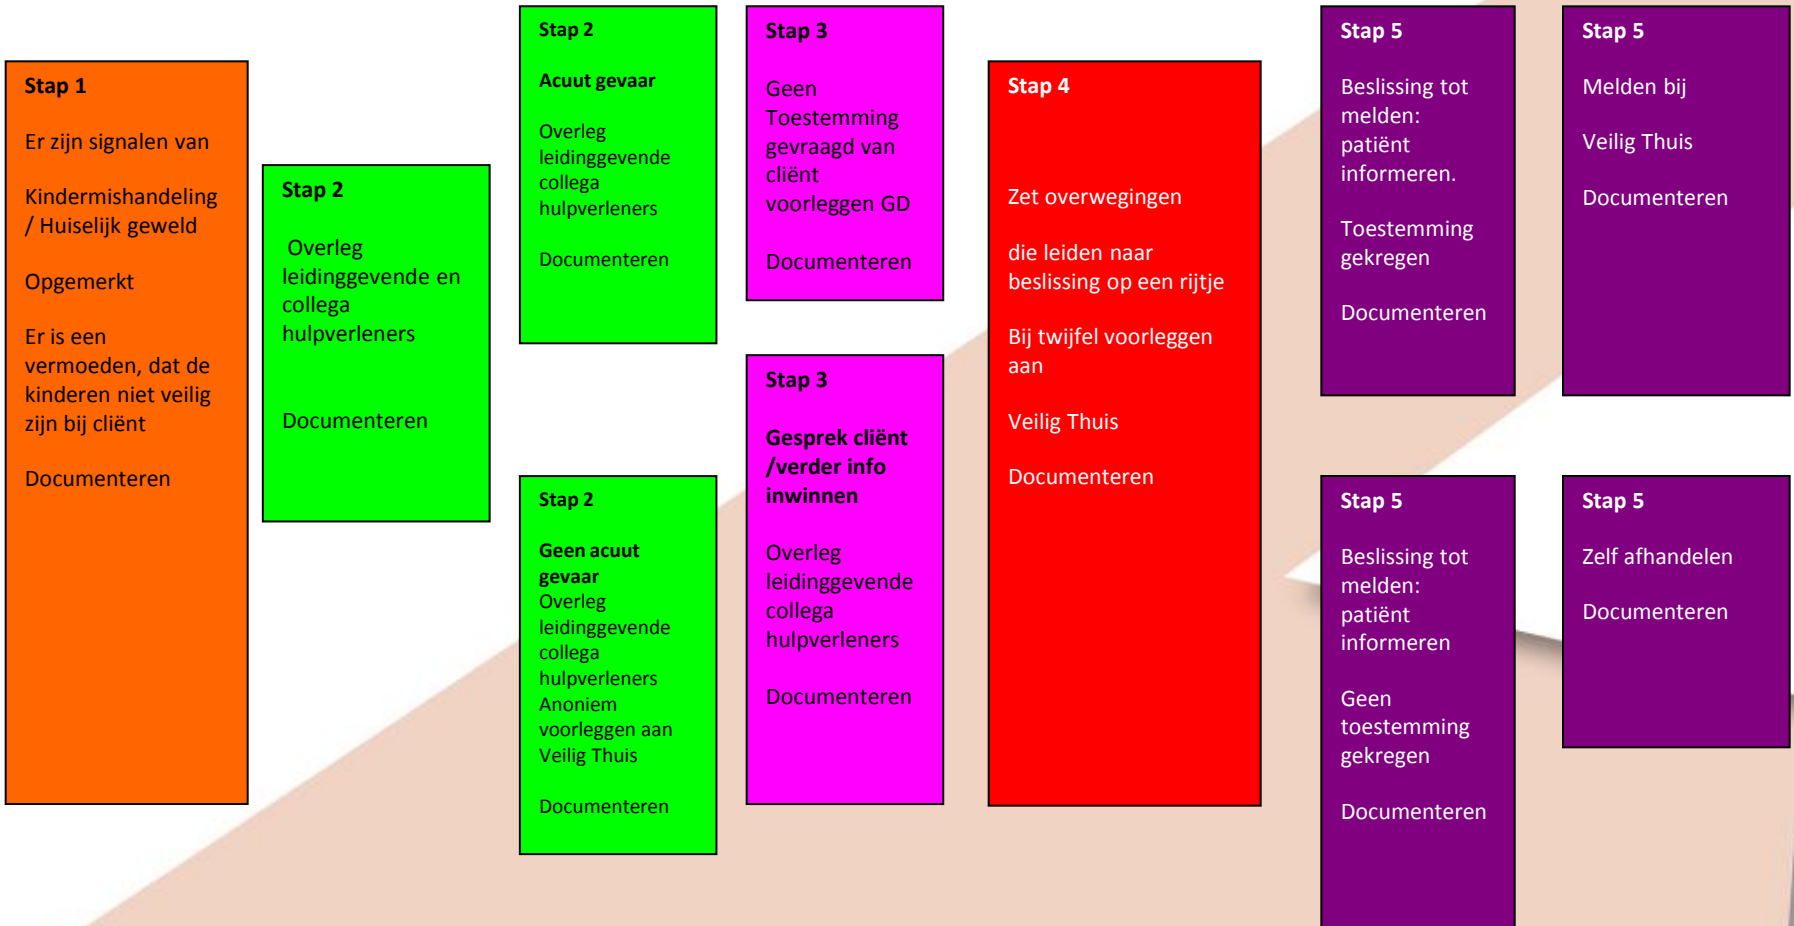 Stap 1
Er zijn signalen van
Kindermishandeling
/ Huiselijk geweld
Opgemerkt
Er is een
vermoeden, dat de
kinderen niet veilig
zijn bij cliënt
Documenteren
Stap 2
Overleg
leidinggevende en
collega
hulpverleners
Documenteren
Stap 2
Acuut gevaar
Overleg
leidinggevende
collega
hulpverleners
Documenteren
Stap 2
Geen acuut
gevaar
Overleg
leidinggevende
collega
hulpverleners
Anoniem
voorleggen aan
Veilig Thuis
Documenteren
Stap 3
Geen
Toestemming
gevraagd van
cliënt
voorleggen GD
Documenteren
Stap 3
Gesprek cliënt
/verder info
inwinnen
Overleg
leidinggevende
collega
hulpverleners
Documenteren
Stap 4
Zet overwegingen
die leiden naar
beslissing op een rijtje
Bij twijfel voorleggen
aan
Veilig Thuis
Documenteren
Stap 5
Beslissing tot
melden:
patiënt
informeren.
Toestemming
gekregen
Documenteren
Stap 5
Beslissing tot
melden:
patiënt
informeren
Geen
toestemming
gekregen
Documenteren
Stap 5
Melden bij
Veilig Thuis
Documenteren
Stap 5
Zelf afhandelen
Documenteren